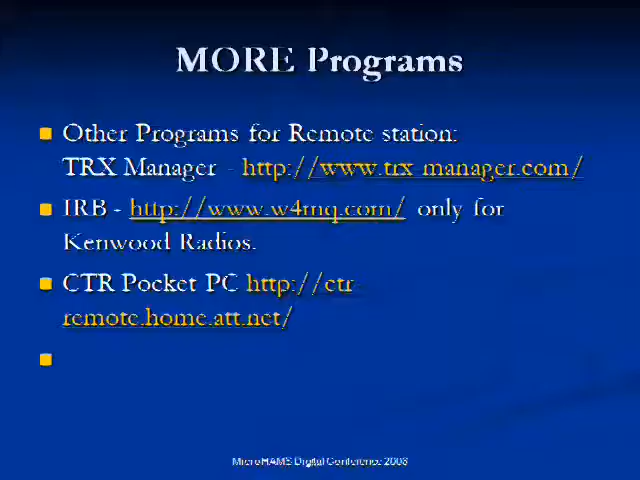 MORE Programs
Other Programs for Remote station:
TRX Manager - http://www.trx-manager.com/
IRB - http://www.w4mq.com/ only for
Kenwood Radios.
CTR Pocket PC http://ctr-
remote.home.att.net/
MicroHAMS Digital Conference 2008